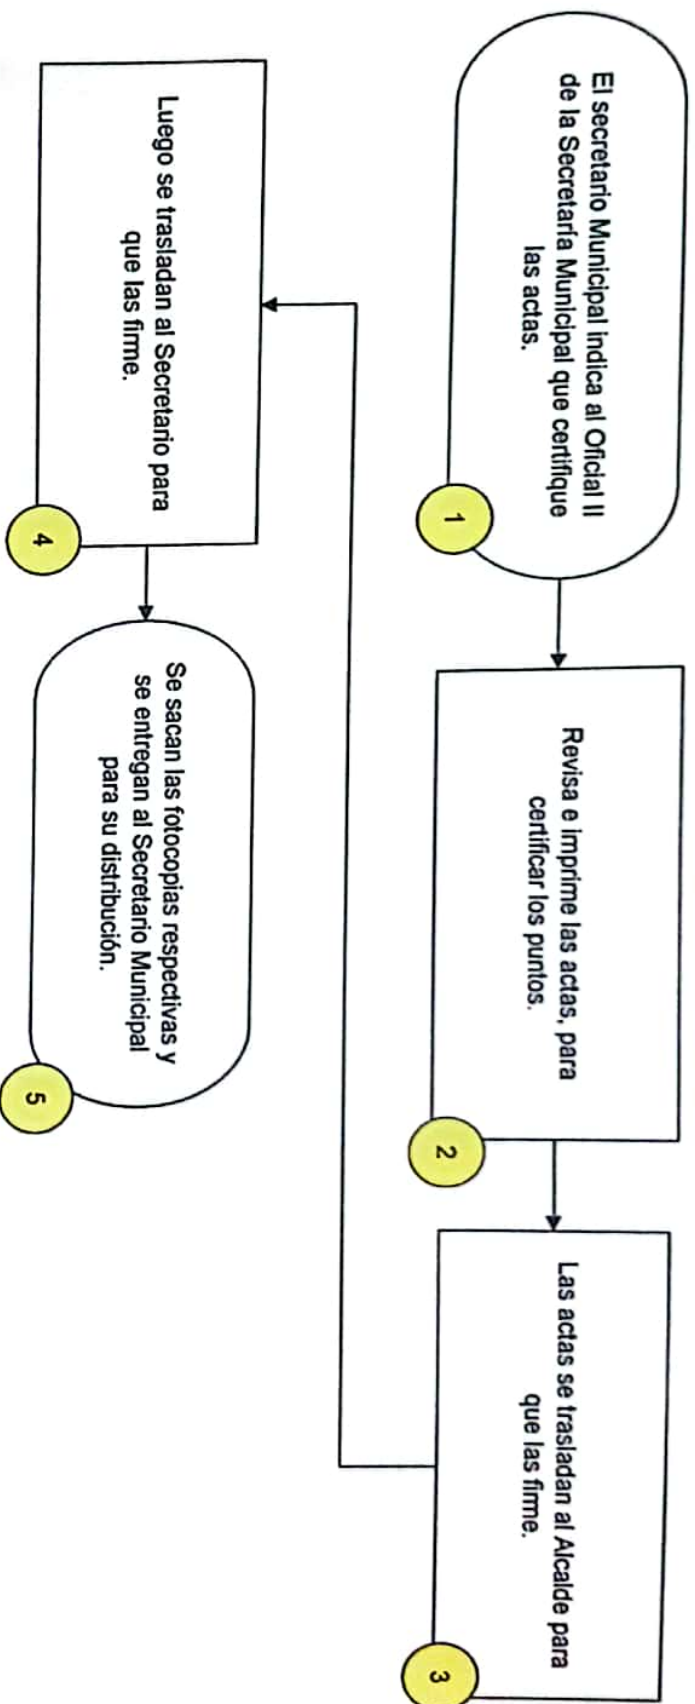 El secretario Municipal indica al Oficial II
de la Secretaría Municipal que certifique
las actas.
1
Revisa e imprime las actas, para
certificar los puntos.
2
Las actas se trasladan al Alcalde para
que las firme.
3
Luego se trasladan al Secretario para
que las firme.
4
Se sacan las fotocopias respectivas y
se entregan al Secretario Municipal
para su distribución.
5